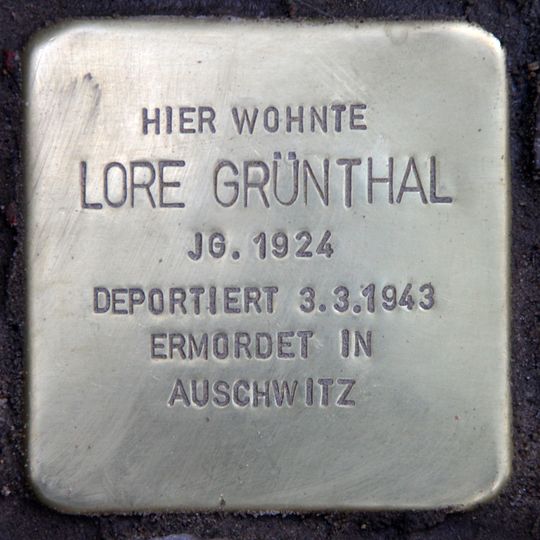 HIER WOHNTE
LORE GRÜNTHAL
JG. 1924
DEPORTIERT 3.3.1943
ERMORDET IN
AUSCHWITZ